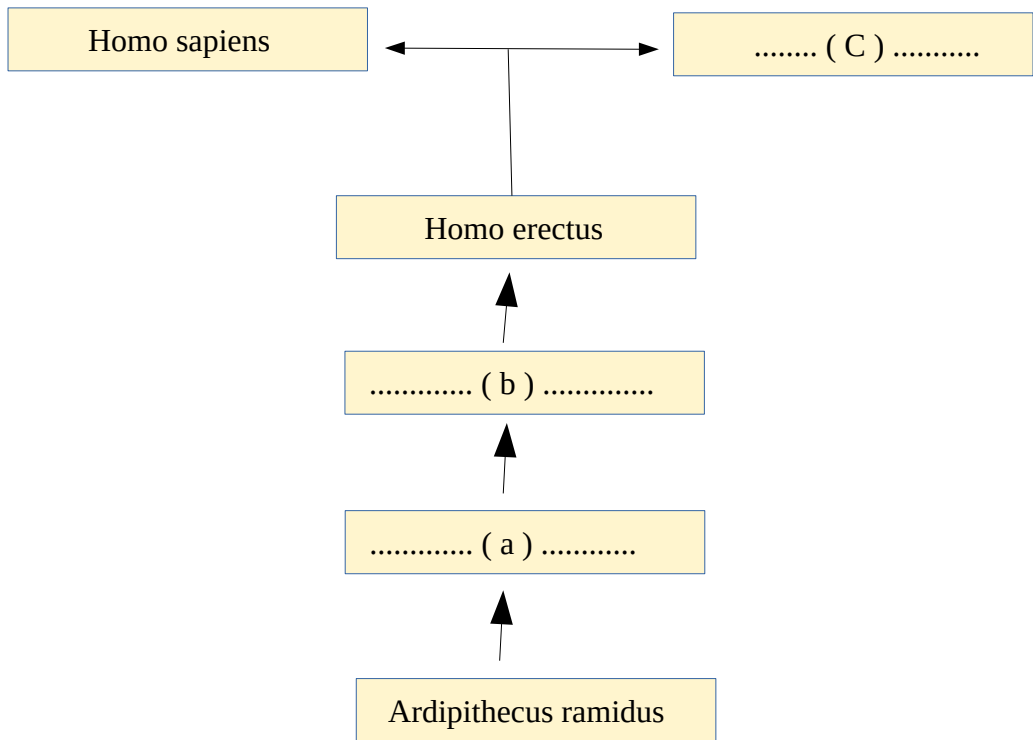 Homo sapiens
........ ( C ) ...........
Homo erectus
............. ( b ) ..............
............. ( a ) ............
Ardipithecus ramidus